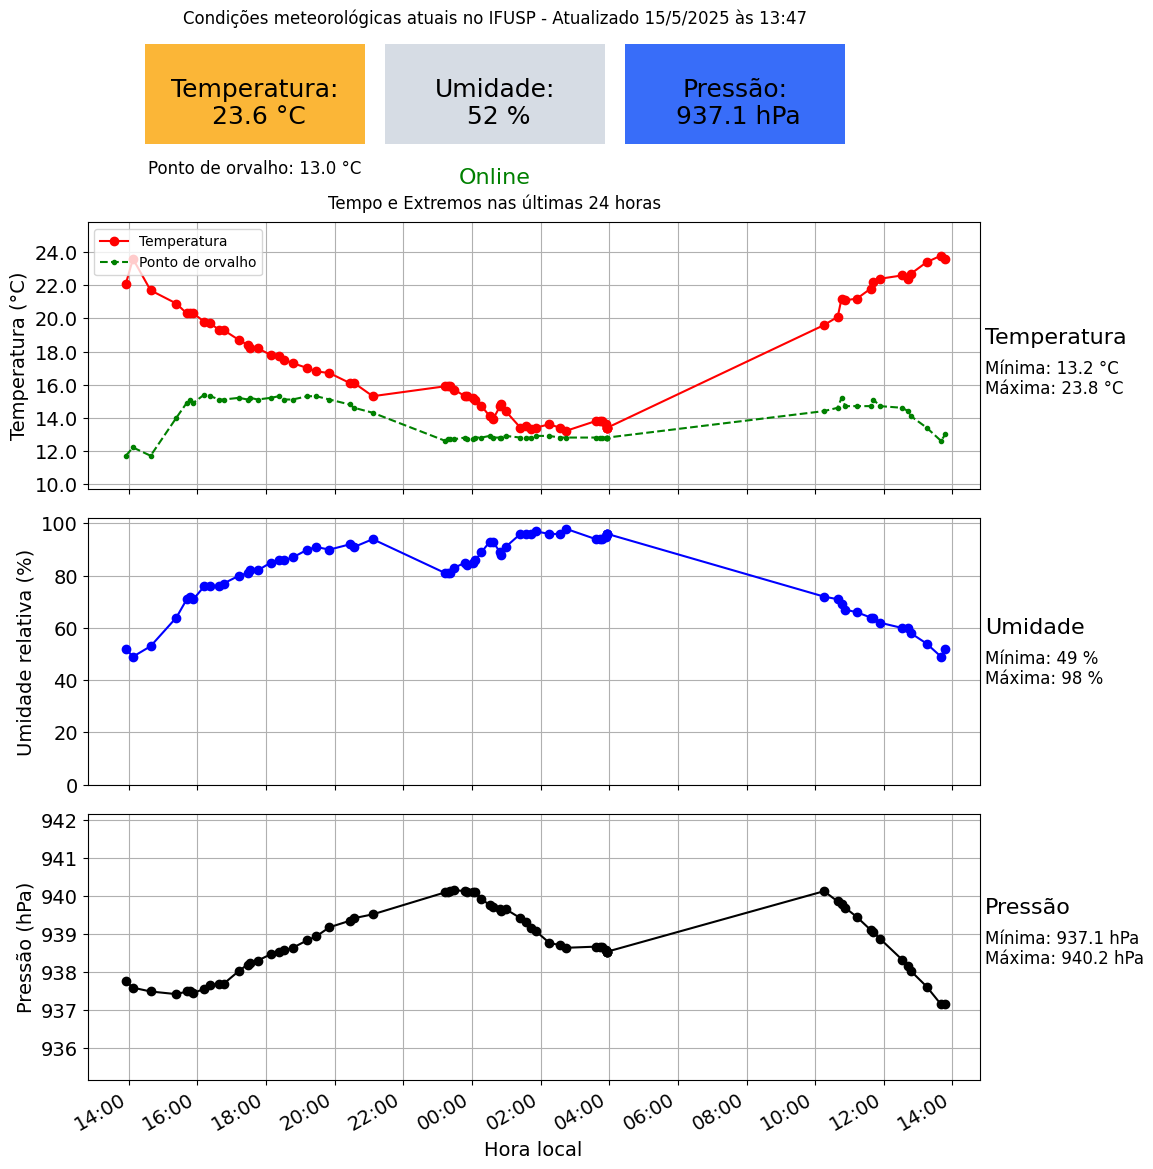 Condições meteorológicas atuais no IFUSP - Atualizado 15/5/2025 às 13:47
Temperatura:
23.6 °C
Umidade:
52 %
Pressão:
937.1 hPa
Ponto de orvalho: 13.0 °C
Online
Tempo e Extremos nas últimas 24 horas
Temperatura
Ponto de orvalho
Temperatura (°C)
24.0
22.0
20.0
18.0
16.0
14.0
12.0
10.0
Temperatura
Mínima: 13.2 °C
Máxima: 23.8 °C
Umidade relativa (%)
100
80
60
40
20
0
Umidade
Mínima: 49 %
Máxima: 98 %
Pressão (hPa)
942
941
940
939
938
937
936
Pressão
Mínima: 937.1 hPa
Máxima: 940.2 hPa
14:00
16:00
18:00
20:00
22:00
00:00
02:00
04:00
06:00
08:00
10:00
12:00
14:00
Hora local